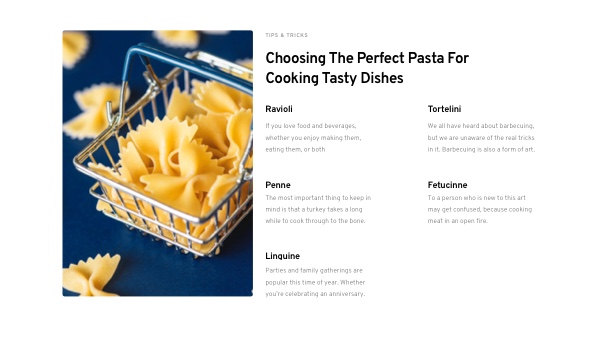 TIPS & TRICKS
Choosing The Perfect Pasta For
Cooking Tasty Dishes
Ravioli
If you love food and beverages,
whether you enjoy making them,
eating them, or both
Tortelini
We all have heard about barbecuing,
but we are unaware of the real tricks
in it. Barbecuing is also a form of art.
Penne
The most important thing to keep in
mind is that a turkey takes a long
while to cook through to the bone.
Fetucinne
To a person who is new to this art
may get confused, because cooking
meat in an open fire.
Linguine
Parties and family gatherings are
popular this time of year. Whether
you're celebrating an anniversary.